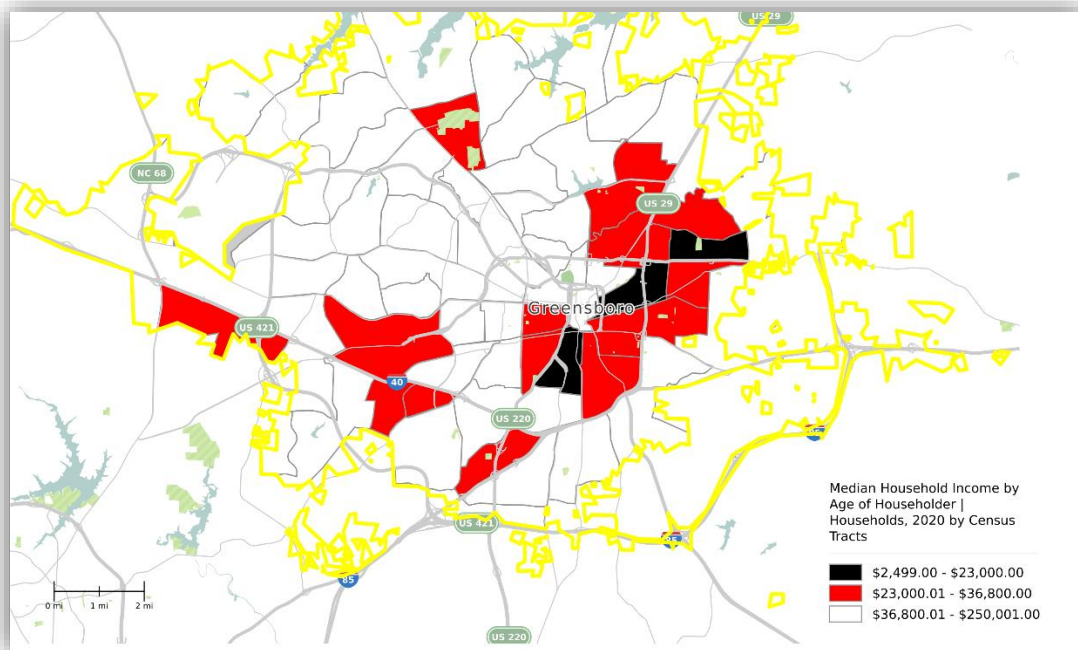 US 29
NC 68
US 29
Greensboro
US 421
40
US 220
US 421
85
US 220
0 mi 1 mi 2 mi
Median Household Income by
Age of Householder |
Households, 2020 by Census
Tracts
$2,499.00 - $23,000.00
$23,000.01 - $36,800.00
$36,800.01 - $250,001.00